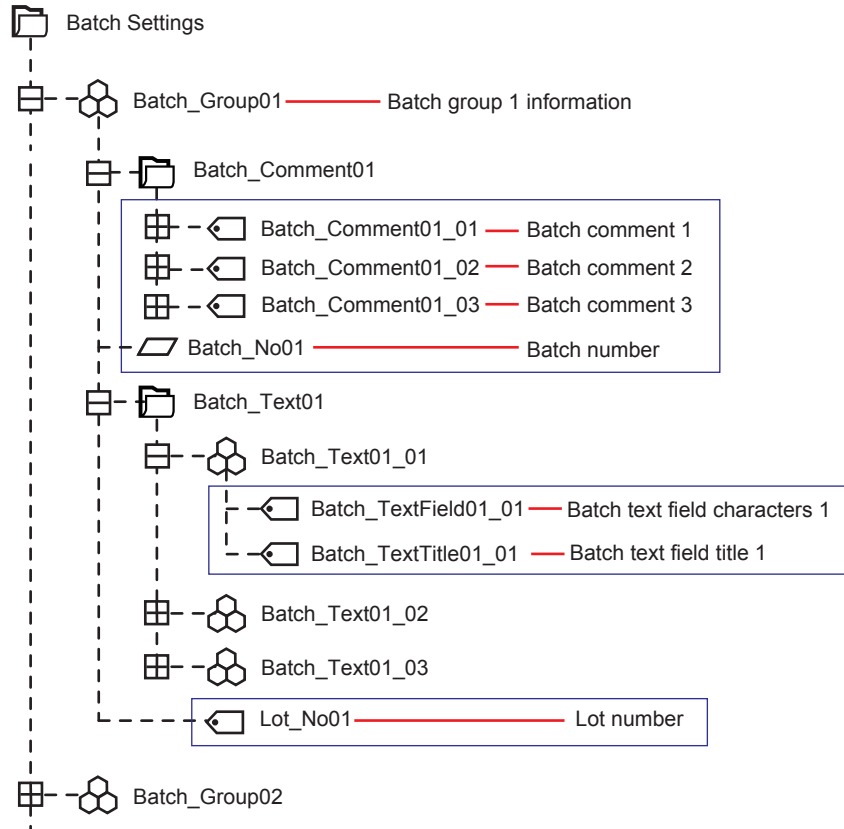 Batch Settings
Batch_Group01 Batch group 1 information
Batch_Comment01
Batch_Comment01_01 Batch comment 1
Batch_Comment01_02 Batch comment 2
Batch_Comment01_03 Batch comment 3
Batch_No01 Batch number
Batch_Text01
Batch_Text01_01
Batch_TextField01_01 Batch text field characters 1
Batch_TextTitle01_01 Batch text field title 1
Batch_Text01_02
Batch_Text01_03
Lot_No01 Lot number
Batch_Group02